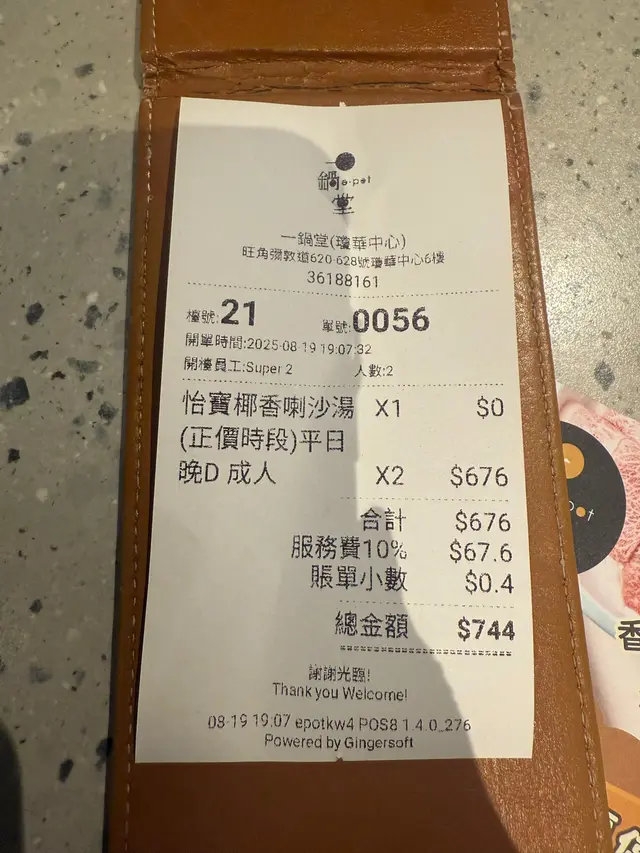 一
鍋 a·pot
堂
一鍋堂(瓊華中心)
旺角彌敦道620-628號瓊華中心6樓
36188161
檯號:21 單號:0056
開單時間:2025-08-19 19:07:32
開檯員工:Super 2 人數:2
怡寶椰香喇沙湯 X1 $0
(正價時段)平日
晚D 成人 X2 $676
合計 $676
服務費10% $67.6
賬單小數 $0.4
總金額 $744
謝謝光臨!
Thank you Welcome!
08-19 19:07 epotkw4 POS8 1.4.0_276
Powered by Gingersoft
pot
香